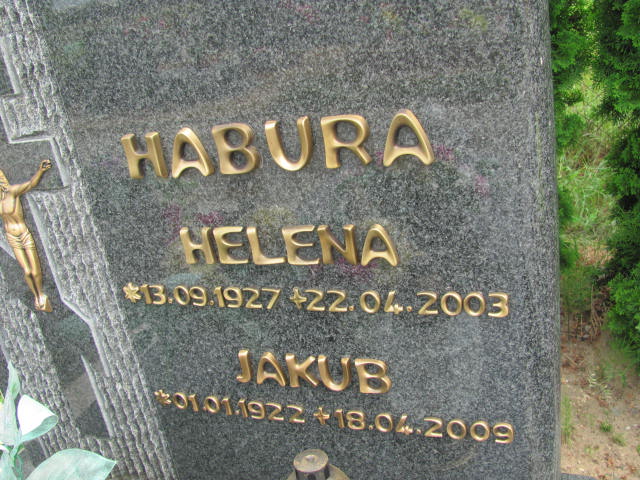 HABURA
HELENA
*13.09.1927 +22.04.2003
JAKUB
*01.01.1922 +18.04.2009